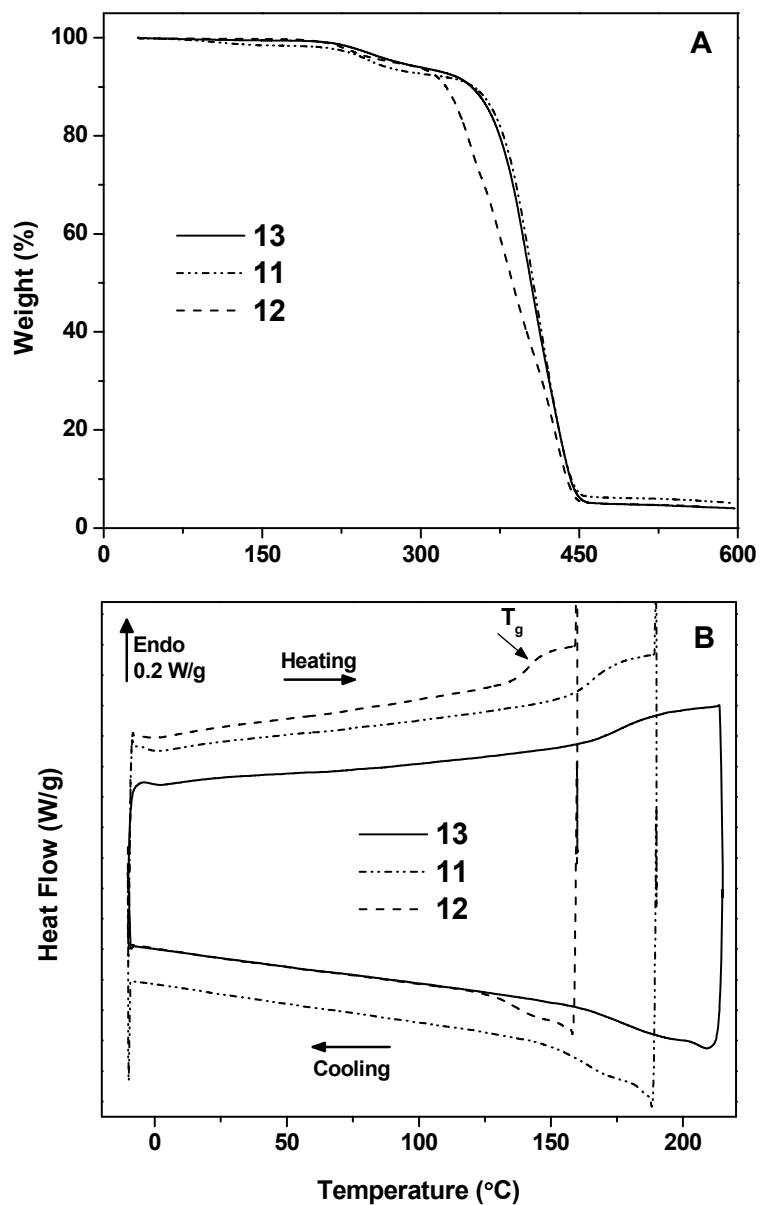 A
100
80
60
40
20
0
Weight (%)
13
11
12
0 150 300 450 600
B
Endo
0.2 W/g
Heating
Tg
Heat Flow (W/g)
13
11
12
Cooling
0 50 100 150 200
Temperature (°C)